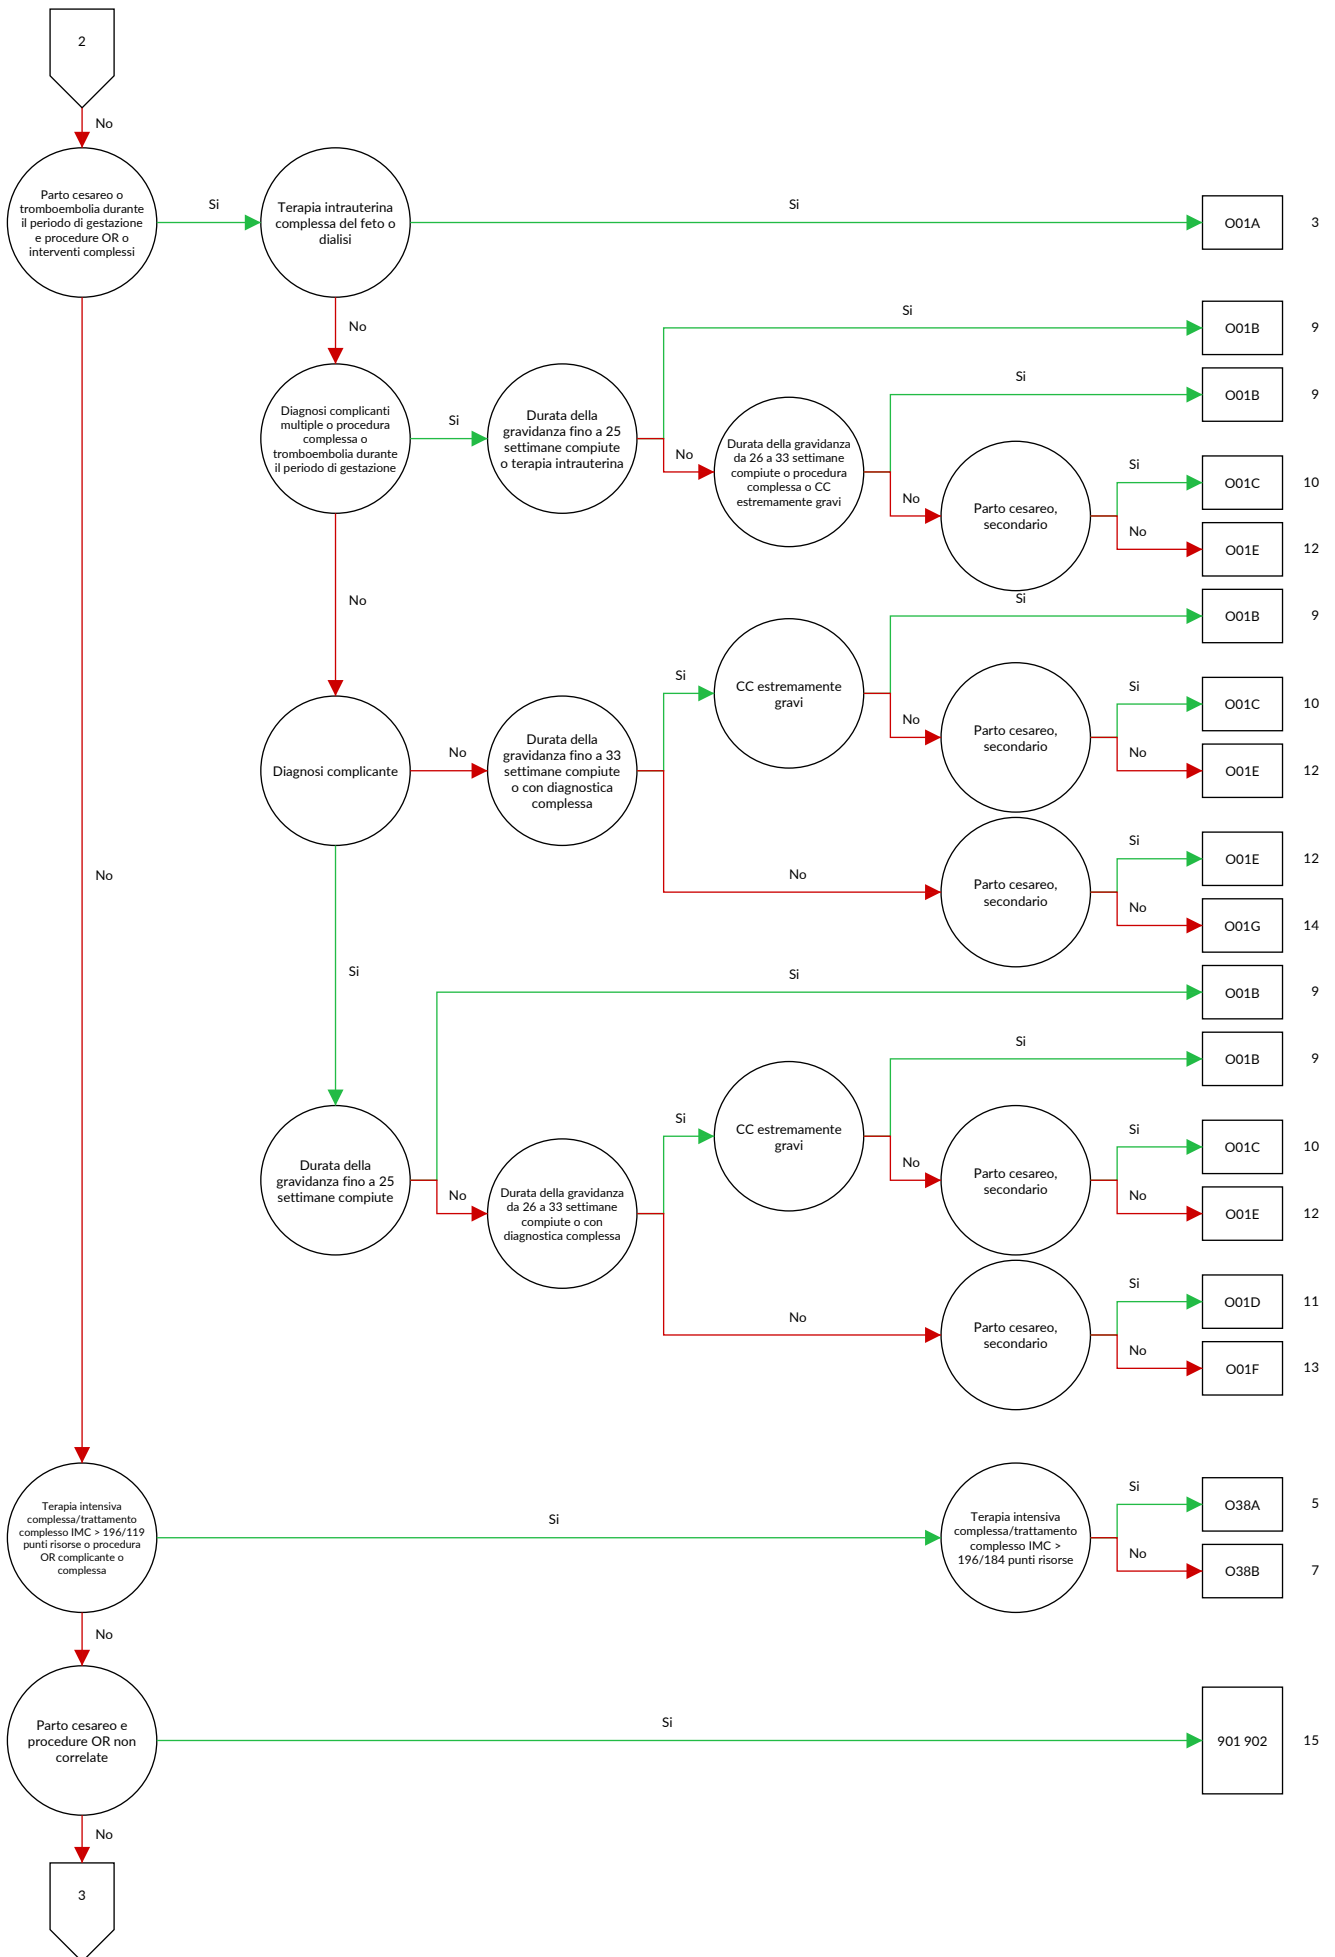 2
No
Parto cesareo o
tromboembolia durante
il periodo di gestazione
e procedure OR o
interventi complessi
Si
Terapia intrauterina
complessa del feto o
dialisi
Si
O01A
3
No
Diagnosi complicanti
multiple o procedura
complessa o
tromboembolia durante
il periodo di gestazione
Si
Durata della
gravidanza fino a 25
settimane compiute
o terapia intrauterina
Si
O01B
9
No
Durata della gravidanza
da 26 a 33 settimane
compiute o procedura
complessa o CC
estremamente gravi
Si
O01B
9
No
Parto cesareo,
secondario
Si
O01C
10
No
O01E
12
No
Diagnosi complicante
No
Durata della
gravidanza fino a 33
settimane compiute
o con diagnostica
complessa
Si
CC estremamente
gravi
Si
O01B
9
No
Parto cesareo,
secondario
Si
O01C
10
No
O01E
12
No
Parto cesareo,
secondario
Si
O01E
12
No
O01G
14
Si
Durata della
gravidanza fino a 25
settimane compiute
Si
O01B
9
No
Durata della gravidanza
da 26 a 33 settimane
compiute o con
diagnostica complessa
Si
CC estremamente
gravi
Si
O01B
9
No
Parto cesareo,
secondario
Si
O01C
10
No
O01E
12
No
Parto cesareo,
secondario
Si
O01D
11
No
O01F
13
No
Terapia intensiva
complessa/trattamento
complesso IMC > 196/119
punti risorse o procedura
OR complicante o
complessa
Si
Terapia intensiva
complessa/trattamento
complesso IMC >
196/184 punti risorse
Si
O38A
5
No
O38B
7
No
Parto cesareo e
procedure OR non
correlate
Si
901 902
15
No
3